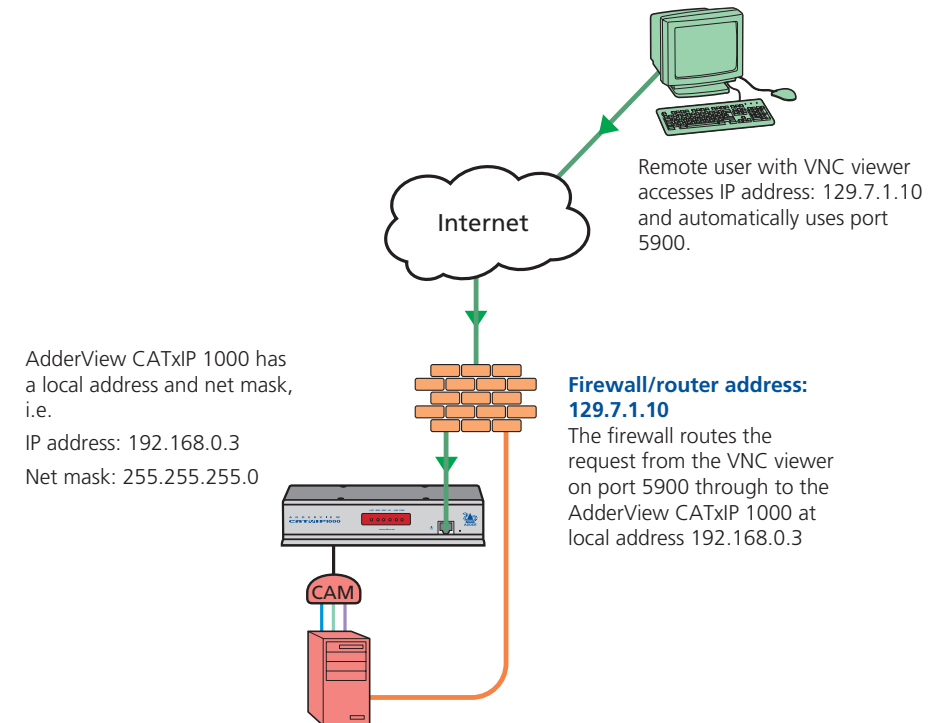 Remote user with VNC viewer
accesses IP address: 129.7.1.10
and automatically uses port
5900.
Internet
AdderView CATxIP 1000 has
a local address and net mask,
i.e.
IP address: 192.168.0.3
Net mask: 255.255.255.0
Firewall/router address:
129.7.1.10
The firewall routes the
request from the VNC viewer
on port 5900 through to the
AdderView CATxIP 1000 at
local address 192.168.0.3
ADDERVIEW
CATxIP1000
CAM